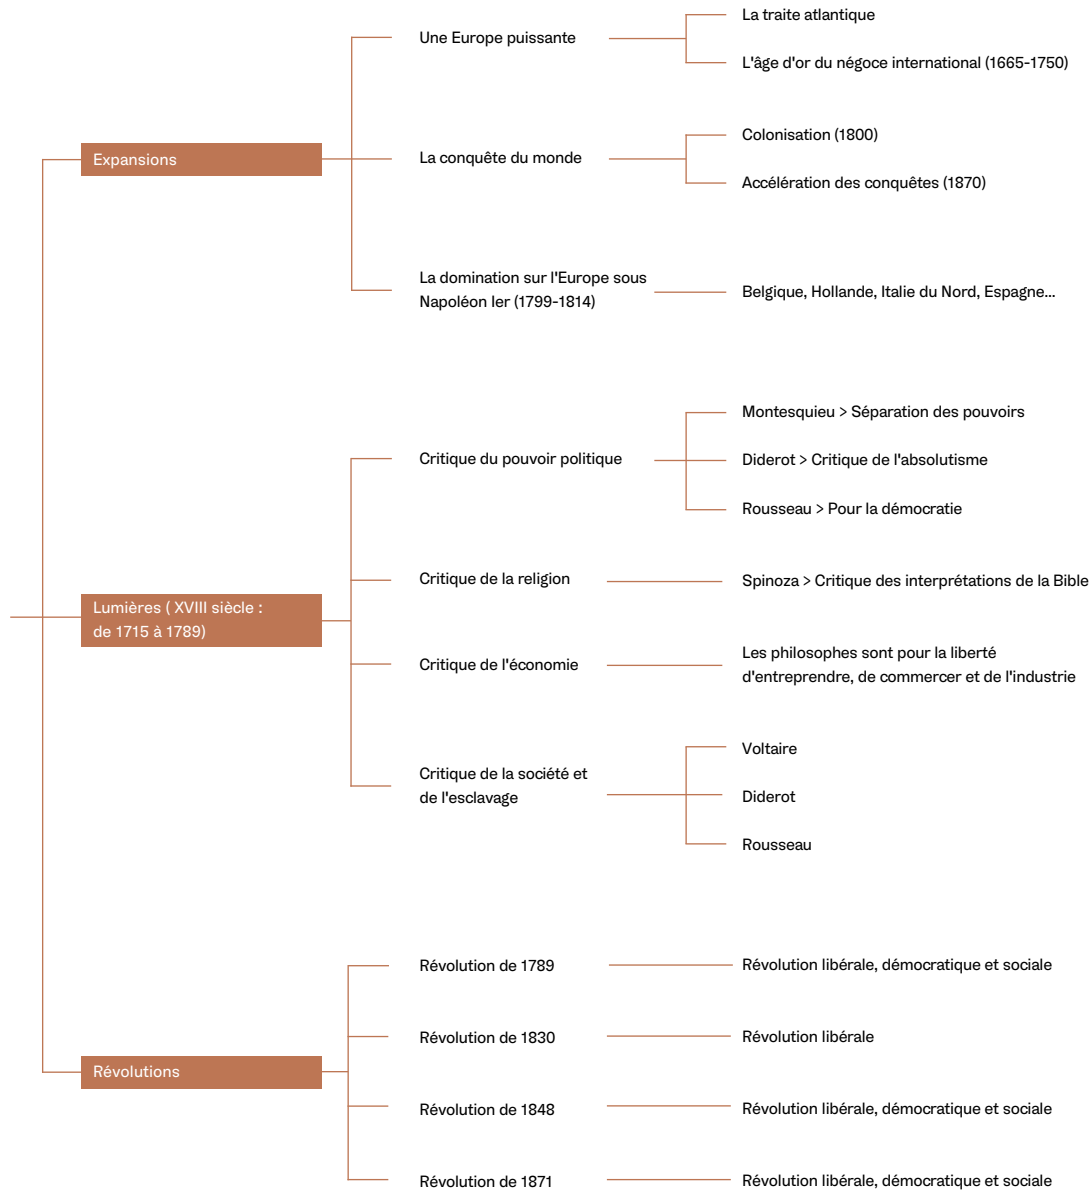 Expansions
Une Europe puissante
La traite atlantique
L'âge d'or du négoce international (1665-1750)
La conquête du monde
Colonisation (1800)
Accélération des conquêtes (1870)
La domination sur l'Europe sous
Napoléon Ier (1799-1814)
Belgique, Hollande, Italie du Nord, Espagne...
Lumières ( XVIII siècle :
de 1715 à 1789)
Critique du pouvoir politique
Montesquieu > Séparation des pouvoirs
Diderot > Critique de l'absolutisme
Rousseau > Pour la démocratie
Critique de la religion
Spinoza > Critique des interprétations de la Bible
Critique de l'économie
Les philosophes sont pour la liberté
d'entreprendre, de commercer et de l'industrie
Critique de la société et
de l'esclavage
Voltaire
Diderot
Rousseau
Révolutions
Révolution de 1789
Révolution libérale, démocratique et sociale
Révolution de 1830
Révolution libérale
Révolution de 1848
Révolution libérale, démocratique et sociale
Révolution de 1871
Révolution libérale, démocratique et sociale